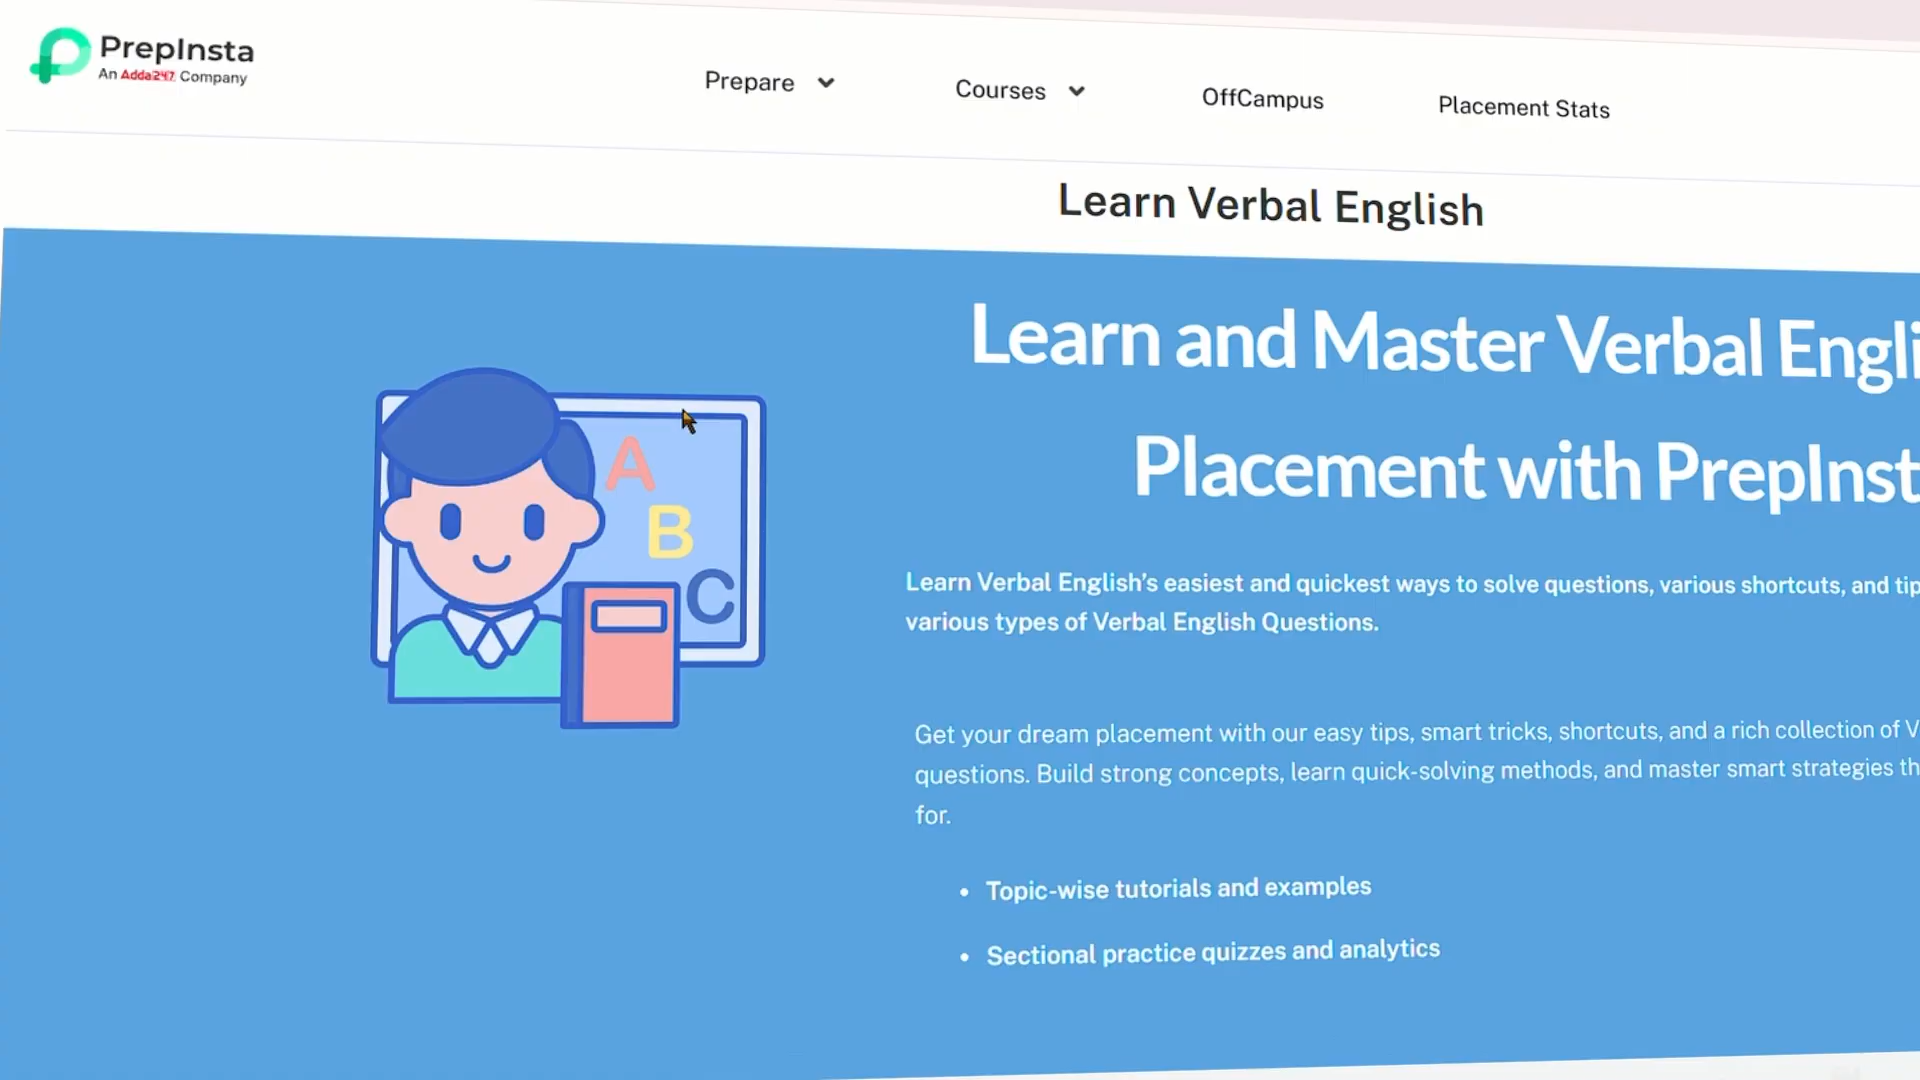 PrepInsta
An Adda247 Company
Prepare
Courses
OffCampus
Placement Stats
Learn Verbal English
Learn and Master Verbal Engli
Placement with PrepInst
Learn Verbal English's easiest and quickest ways to solve questions, various shortcuts, and tip
various types of Verbal English Questions.
Get your dream placement with our easy tips, smart tricks, shortcuts, and a rich collection of V
questions. Build strong concepts, learn quick-solving methods, and master smart strategies th
for.
• Topic-wise tutorials and examples
• Sectional practice quizzes and analytics
A
B
C